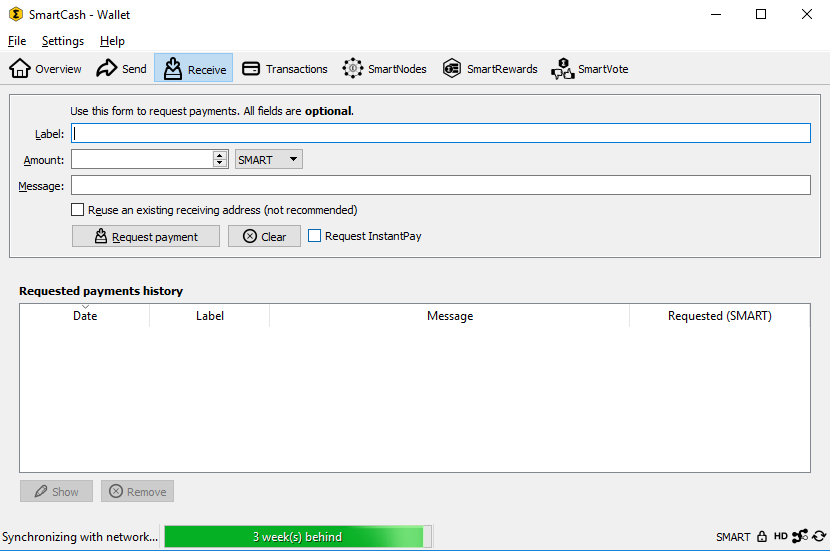 SmartCash - Wallet
File Settings Help
Overview Send Receive Transactions SmartNodes SmartRewards SmartVote
Use this form to request payments. All fields are optional.
Label:
Amount: SMART
Message:
Reuse an existing receiving address (not recommended)
Request payment Clear Request InstantPay
Requested payments history
Date Label Message Requested (SMART)
Show Remove
Synchronizing with network... 3 week(s) behind SMART HD